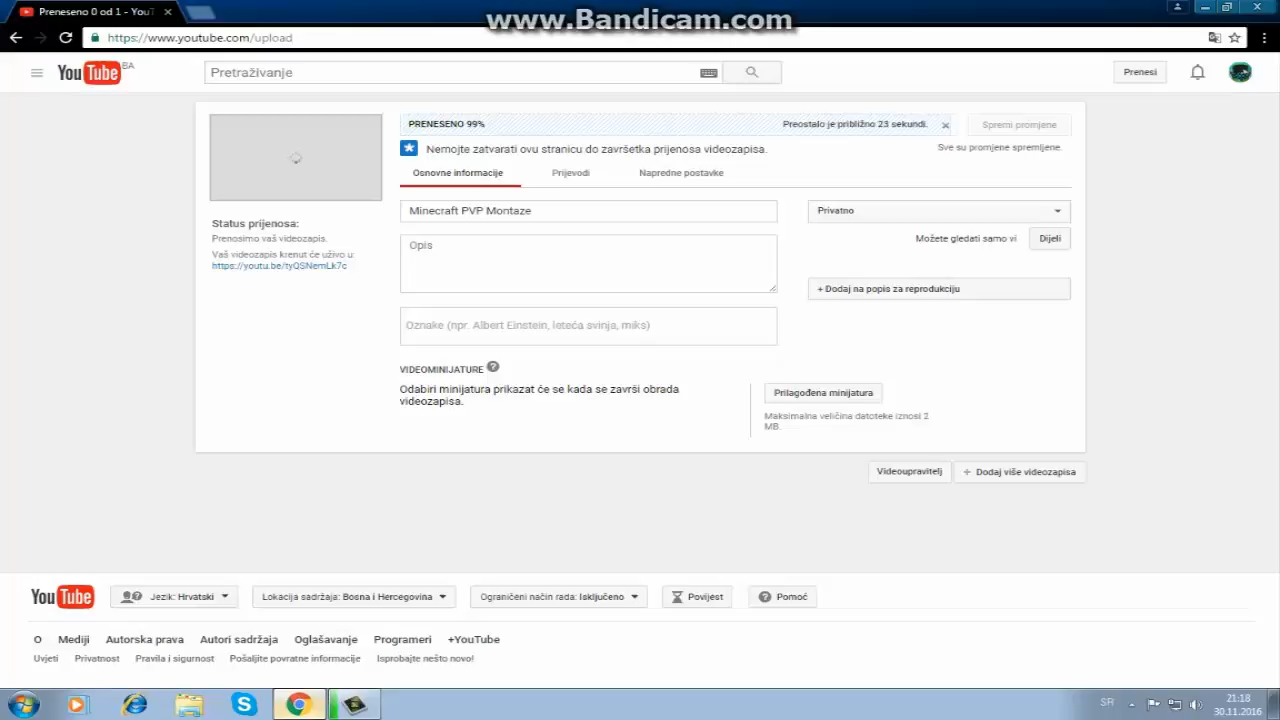 www.Bandicam.com
Preneseno 0 od 1 - YouT
https://www.youtube.com/upload
YouTube BA
Pretraživanje
Prenesi
PRENESENO 99%
Preostalo je približno 23 sekundi.
Spremi promjene
Nemojte zatvarati ovu stranicu do završetka prijenosa videozapisa.
Sve su promjene spremljene.
Osnovne informacije
Prijevodi
Napredne postavke
Status prijenosa:
Prenosimo vaš videozapis.
Vaš videozapis krenut će uživo u:
https://youtu.be/tyQSNemLk7c
Minecraft PVP Montaze
Opis
Oznake (npr. Albert Einstein, leteća svinja, miks)
Privatno
Možete gledati samo vi
Dijeli
+ Dodaj na popis za reprodukciju
VIDEOMINIJATURE ?
Odabiri minijatura prikazat će se kada se završi obrada
videozapisa.
Prilagođena minijatura
Maksimalna veličina datoteke iznosi 2
MB.
Videoupravitelj
+ Dodaj više videozapisa
YouTube
Jezik: Hrvatski
Lokacija sadržaja: Bosna i Hercegovina
Ograničeni način rada: Isključeno
Povijest
Pomoć
O
Mediji
Autorska prava
Autori sadržaja
Oglašavanje
Programeri
+YouTube
Uvjeti
Privatnost
Pravila i sigurnost
Pošaljite povratne informacije
Isprobajte nešto novo!
SR
21:18
30.11.2016